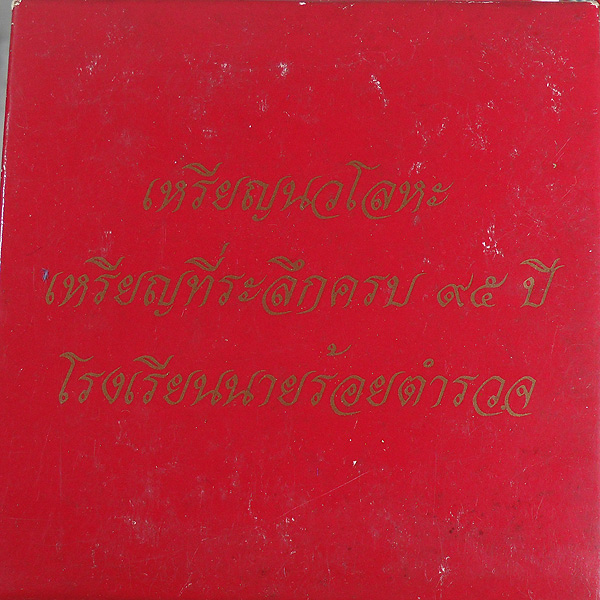 เหรียญนวโลหะ
เหรียญที่ระลึกครบ ๙๕ ปี
โรงเรียนนายร้อยตำรวจ